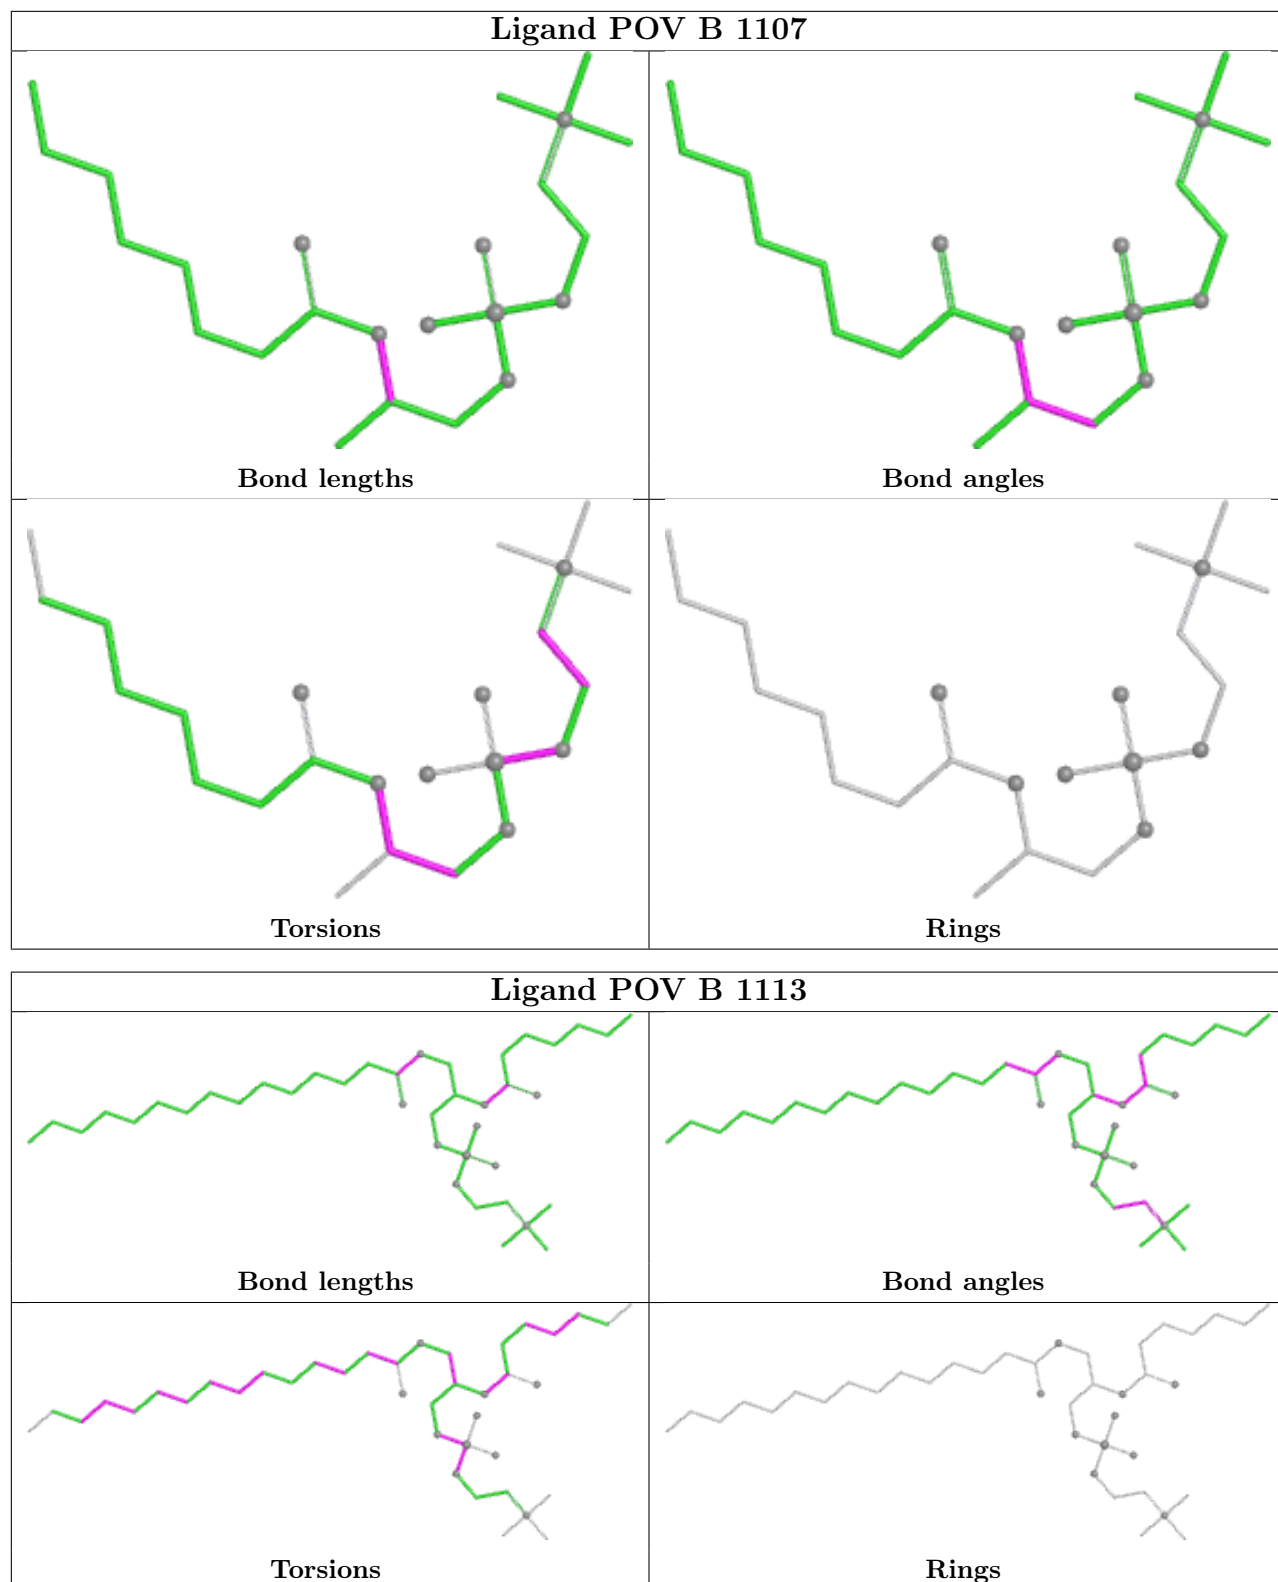 Ligand POV B 1107
Bond lengths
Bond angles
Torsions
Rings
Ligand POV B 1113
Bond lengths
Bond angles
Torsions
Rings